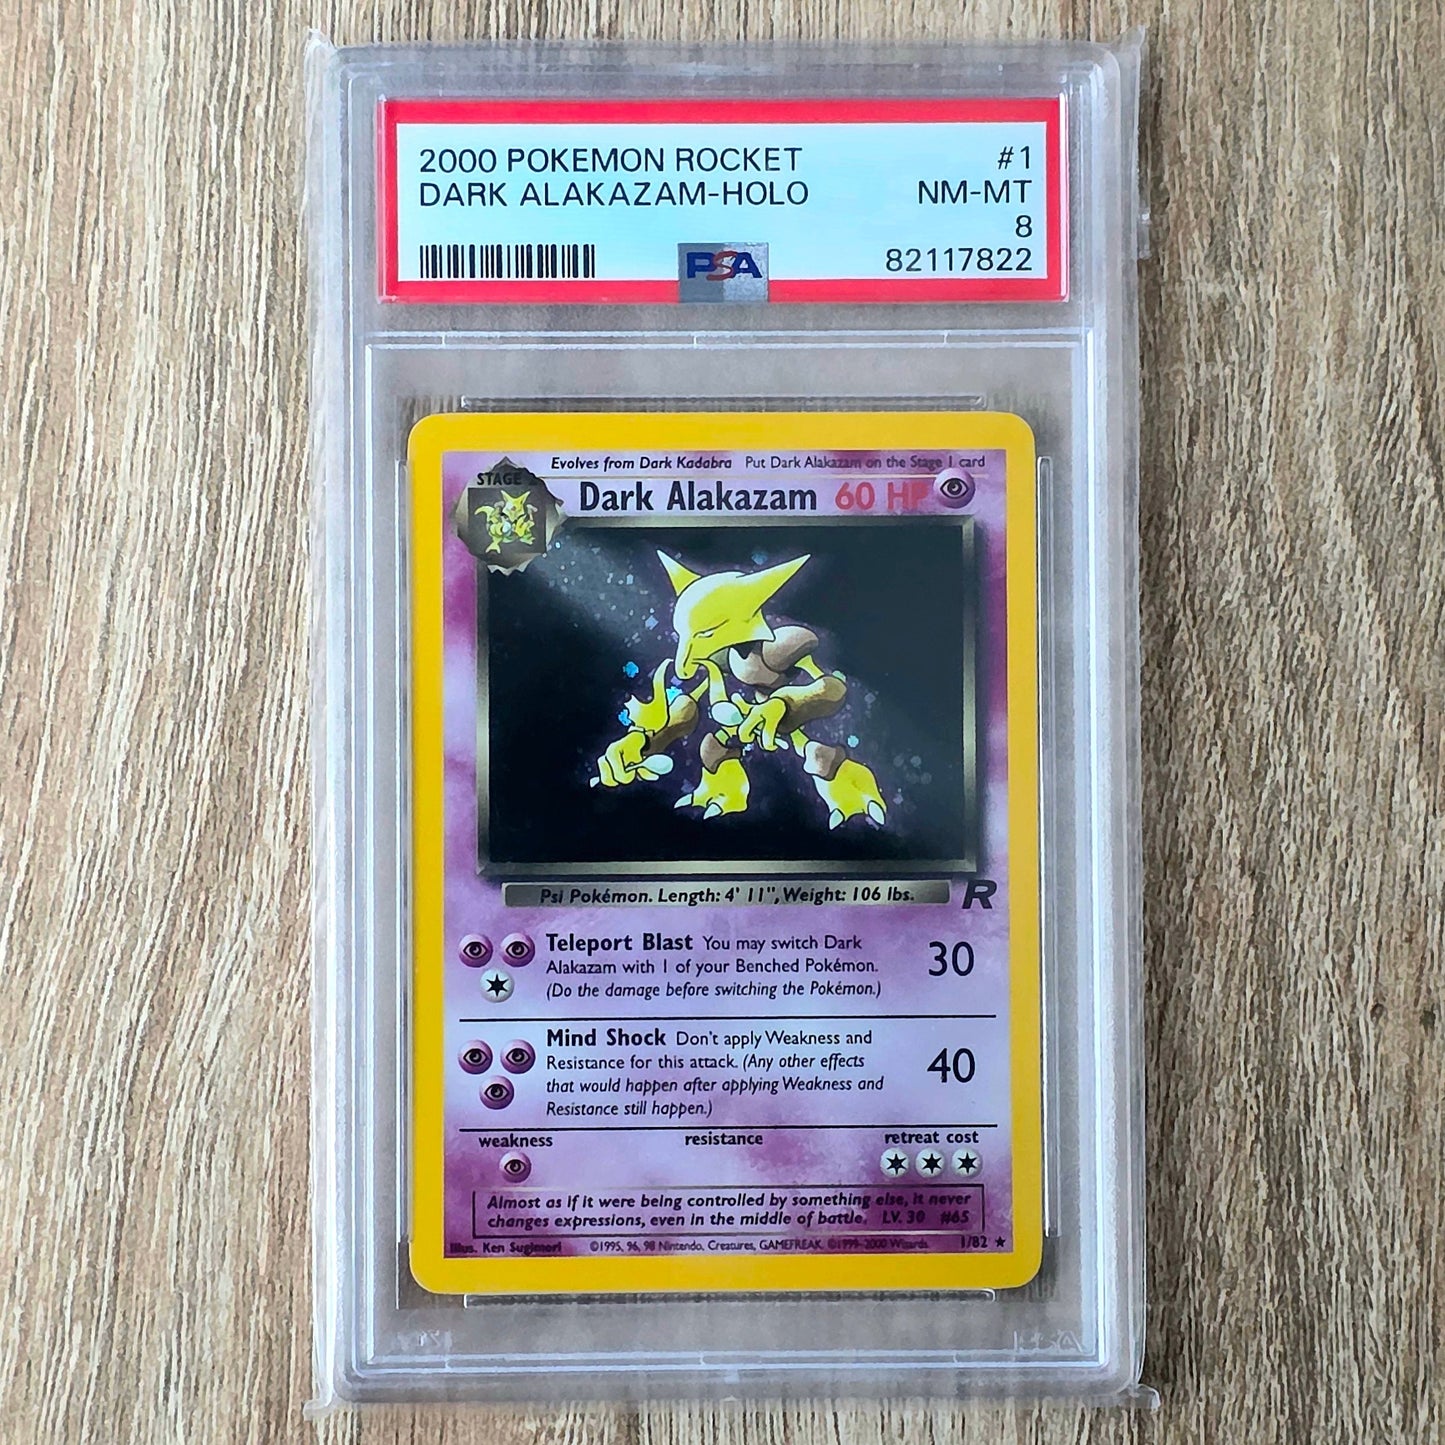 2000 POKEMON ROCKET #1
DARK ALAKAZAM-HOLO NM-MT
8
PSA 82117822
Evolves from Dark Kadabra Put Dark Alakazam on the Stage 1 card
STAGE 2
Dark Alakazam 60 HP
Psi Pokémon. Length: 4' 11", Weight: 106 lbs.
R
Teleport Blast You may switch Dark
Alakazam with 1 of your Benched Pokémon.
(Do the damage before switching the Pokémon.)
30
Mind Shock Don't apply Weakness and
Resistance for this attack. (Any other effects
that would happen after applying Weakness and
Resistance still happen.)
40
weakness resistance retreat cost
Almost as if it were being controlled by something else, it never
changes expressions, even in the middle of battle. LV. 30 #65
Illus. Ken Sugimori ©1995, 96, 98 Nintendo, Creatures, GAMEFREAK. ©1999-2000 Wizards. 1/82 ★